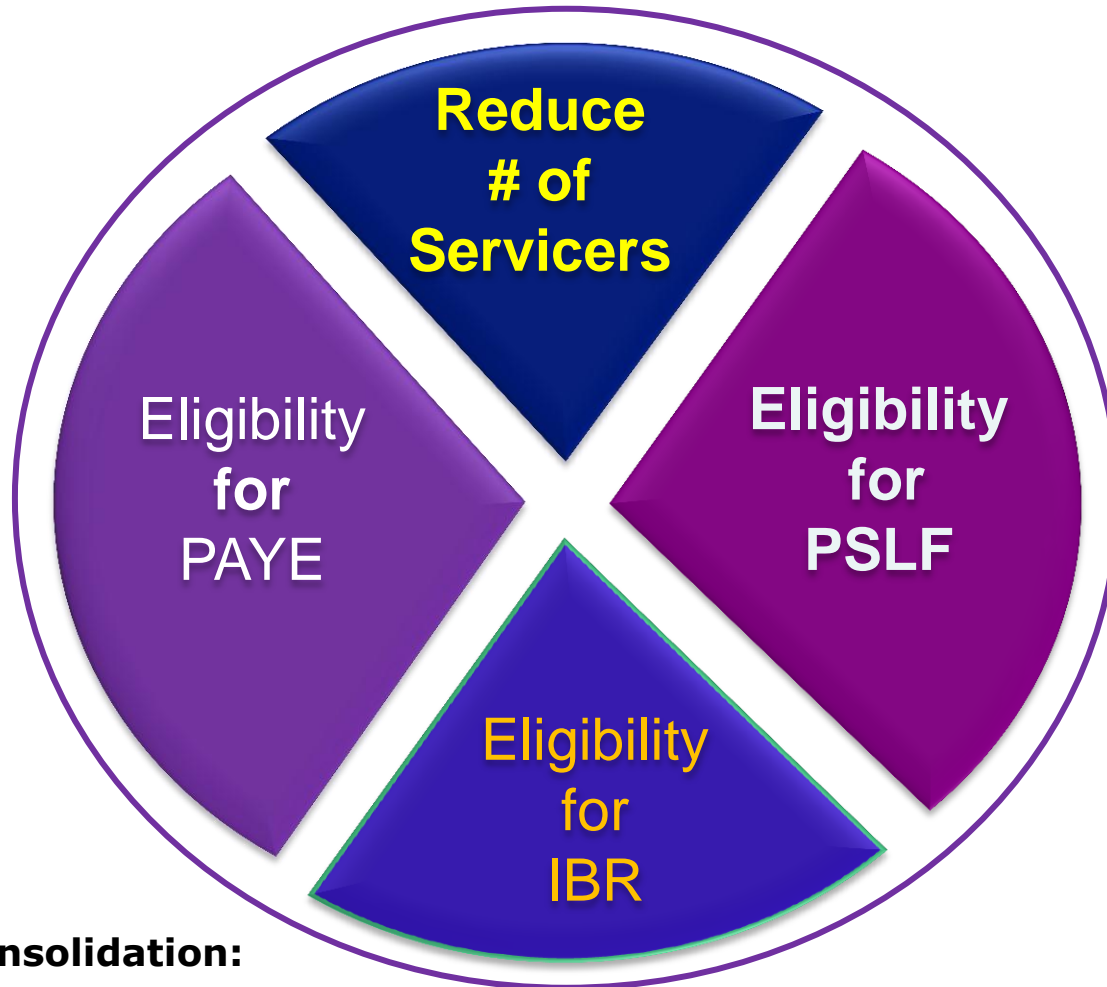 Reduce
# of
Servicers
Eligibility
for
PAYE
Eligibility
for
PSLF
Eligibility
for
IBR
nsolidation: